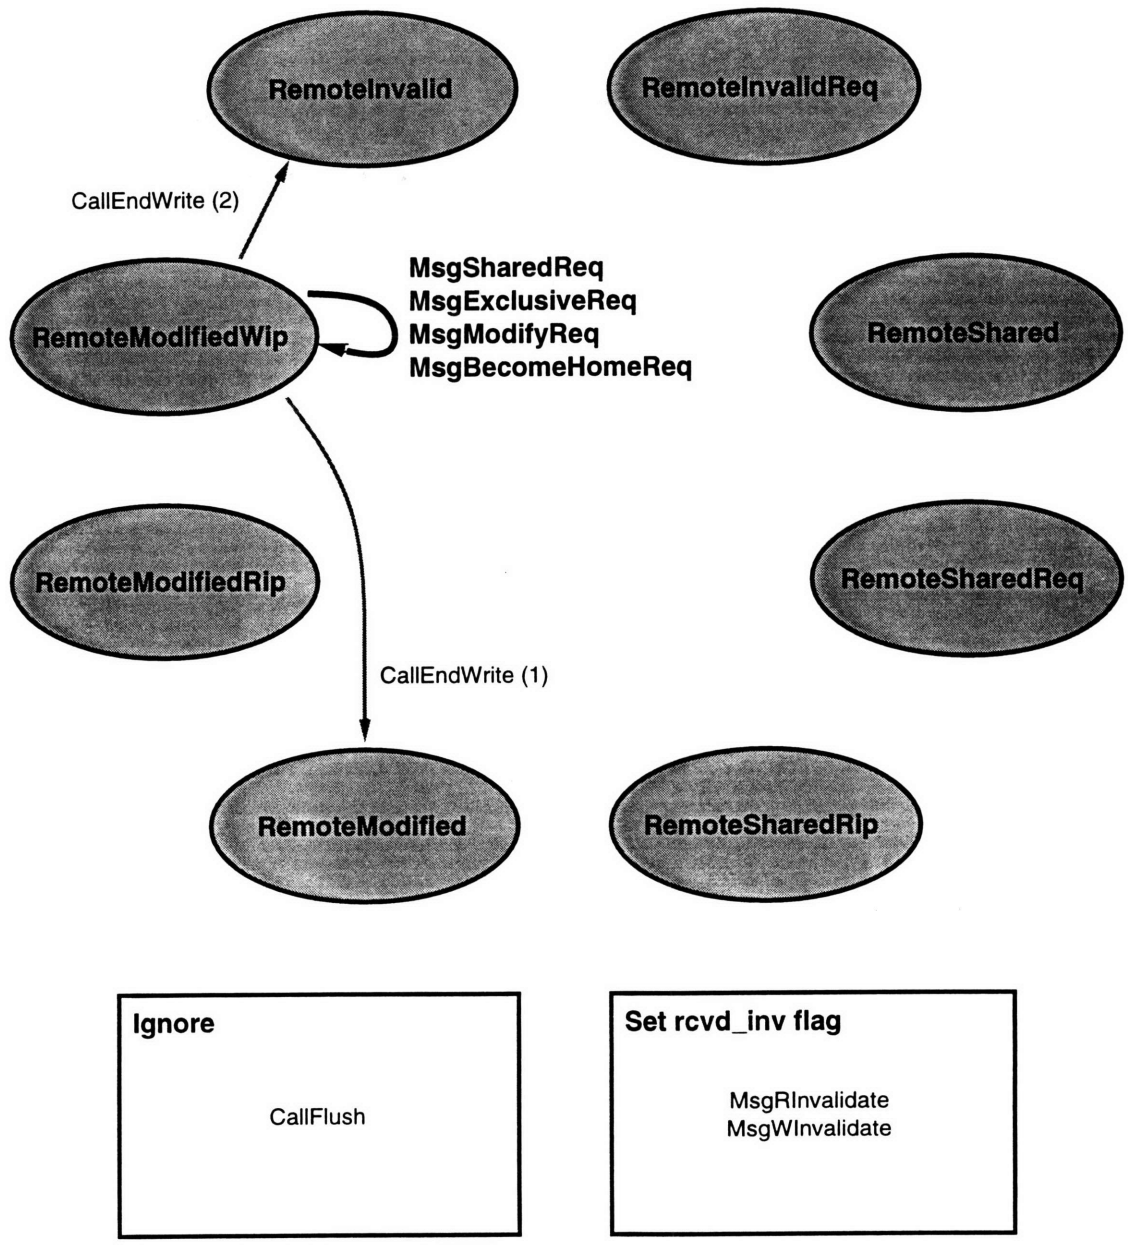 RemoteInvalid
RemoteInvalidReq
CallEndWrite (2)
MsgSharedReq
MsgExclusiveReq
MsgModifyReq
MsgBecomeHomeReq
RemoteModifiedWip
RemoteShared
RemoteModifiedRip
RemoteSharedReq
CallEndWrite (1)
RemoteModified
RemoteSharedRip
Ignore
CallFlush
Set rcvd_inv flag
MsgRInvalidate
MsgWInvalidate